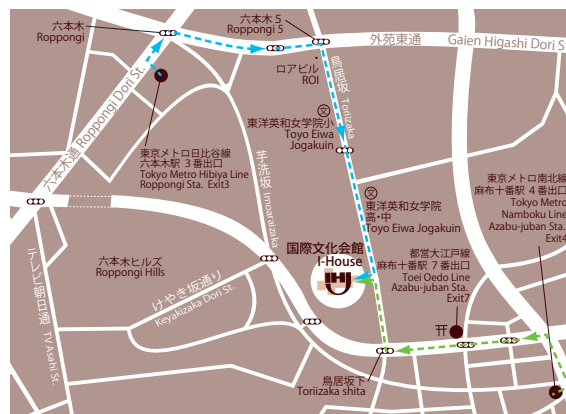 六本木
Roppongi
六本木 5
Roppongi 5
外苑東通
Gaien Higashi Dori St
六本木通 Roppongi Dori St.
ロアビル
ROI
鳥居坂 Toriizaka
文
東洋英和女学院小
Toyo Eiwa
Jogakuin
東京メトロ日比谷線
六本木駅 3 番出口
Tokyo Metro Hibiya Line
Roppongi Sta. Exit3
芋洗坂 Imoaraizaka
文
東洋英和女学院
高・中
Toyo Eiwa Jogakuin
東京メトロ南北線
麻布十番駅 4 番出口
Tokyo Metro
Namboku Line
Azabu-juban Sta.
Exit4
国際文化会館
I-House
都営大江戸線
麻布十番駅 7 番出口
Toei Oedo Line
Azabu-juban Sta.
Exit7
六本木ヒルズ
Roppongi Hills
テレビ朝日通 TV Asahi St.
けやき坂通り
Keyakizaka Dori St.
鳥居坂下
Toriizaka shita